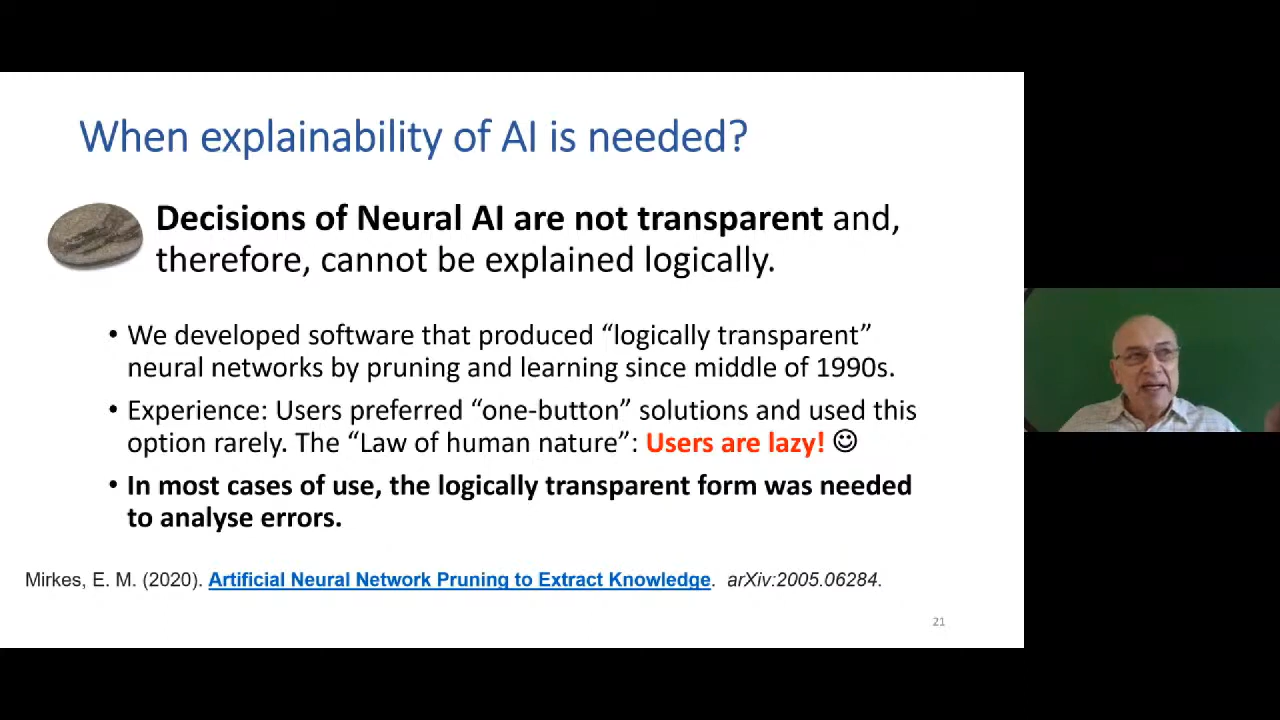 When explainability of AI is needed?
Decisions of Neural AI are not transparent and,
therefore, cannot be explained logically.
• We developed software that produced “logically transparent”
neural networks by pruning and learning since middle of 1990s.
• Experience: Users preferred “one-button” solutions and used this
option rarely. The “Law of human nature”: Users are lazy! ☺
• In most cases of use, the logically transparent form was needed
to analyse errors.
Mirkes, E. M. (2020). Artificial Neural Network Pruning to Extract Knowledge. arXiv:2005.06284.
21